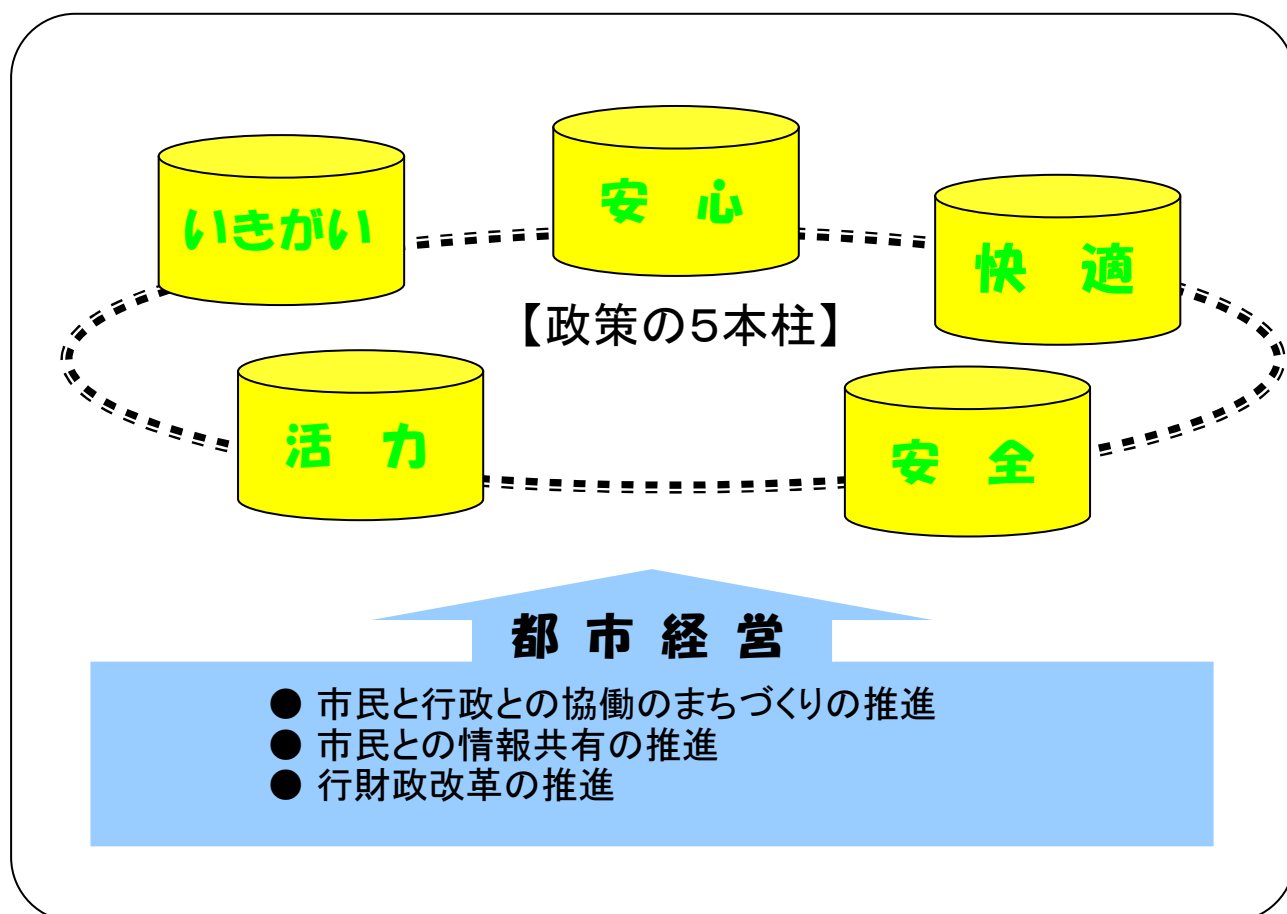 安　心
いきがい
快　適
【政策の５本柱】
活　力
安　全
都 市 経 営
● 市民と行政との協働のまちづくりの推進
● 市民との情報共有の推進
● 行財政改革の推進